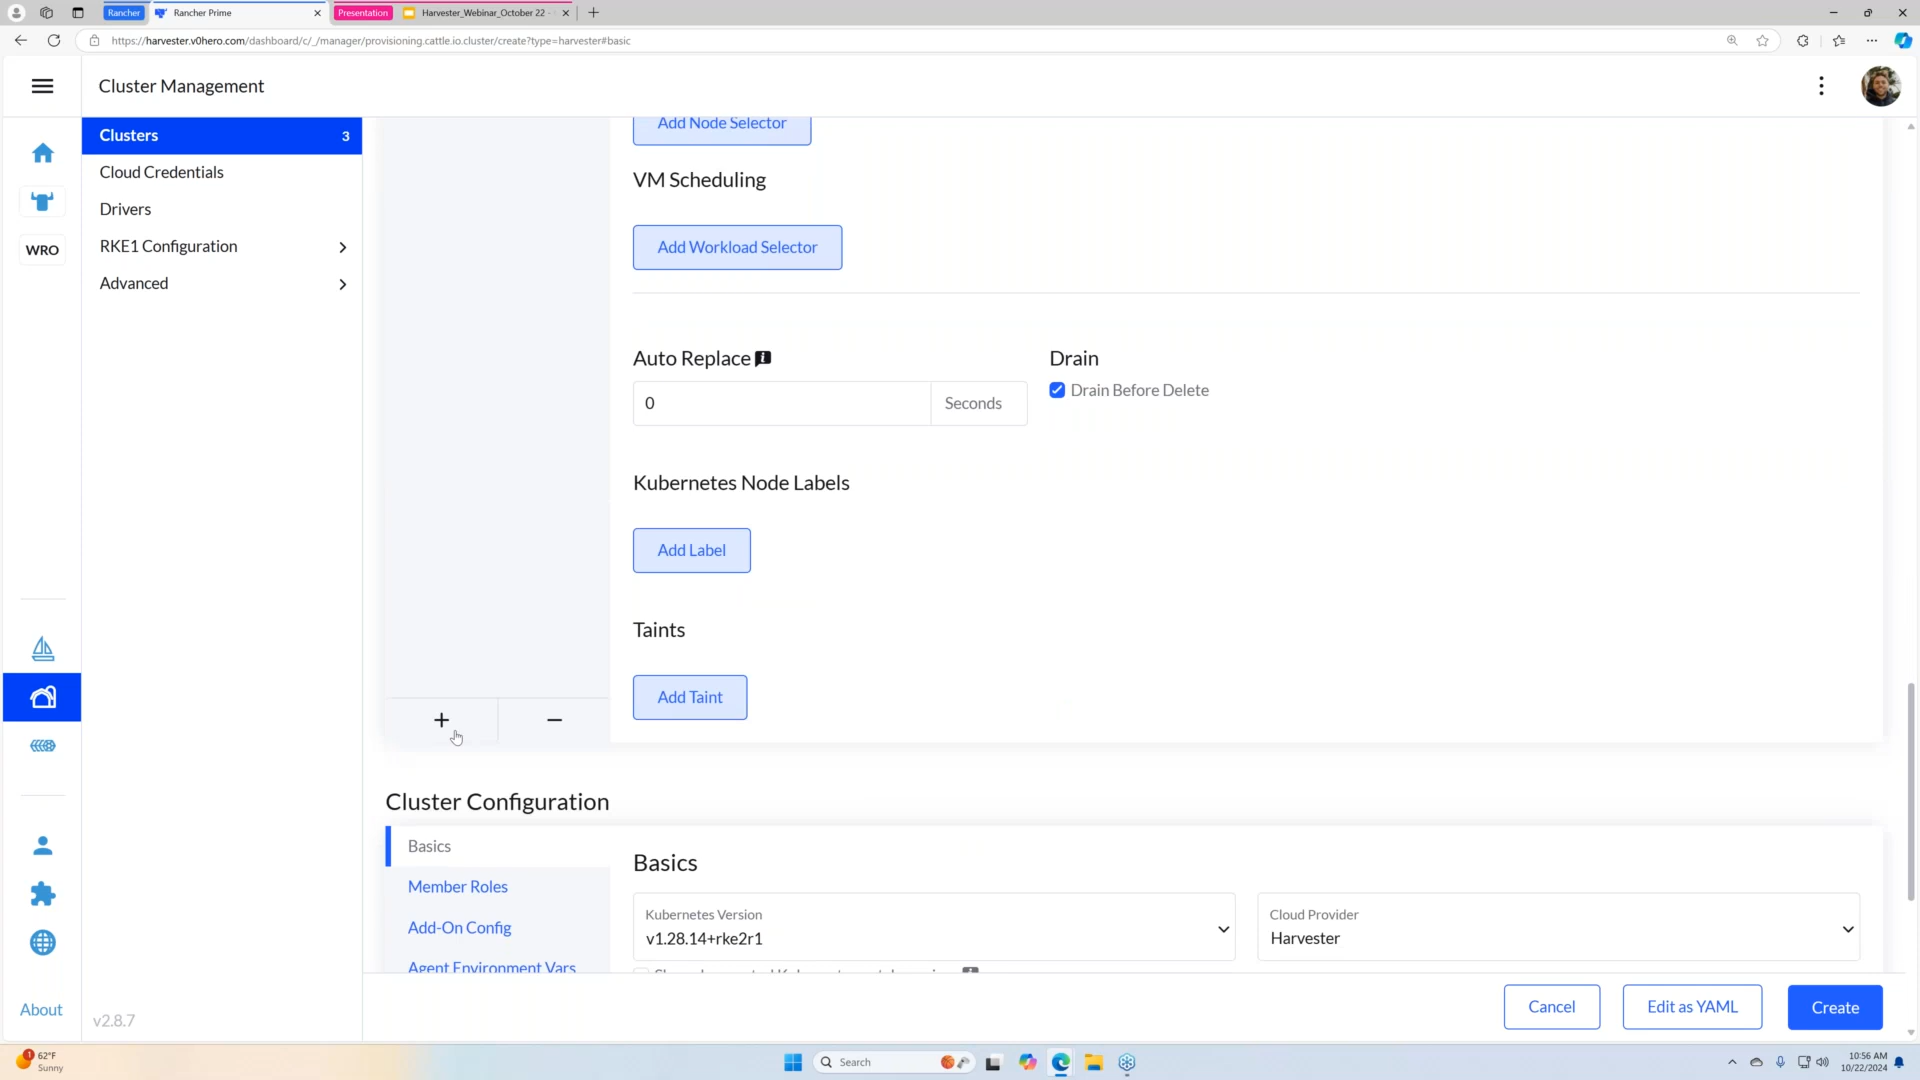 Rancher
Rancher Prime
Presentation
Harvester_Webinar_October 22 -
https://harvester.v0hero.com/dashboard/c/_/manager/provisioning.cattle.io.cluster/create?type=harvester#basic
Cluster Management
Clusters 3
Cloud Credentials
Drivers
RKE1 Configuration
Advanced
WRO
About
v2.8.7
Add Node Selector
VM Scheduling
Add Workload Selector
Auto Replace
0 Seconds
Drain
Drain Before Delete
Kubernetes Node Labels
Add Label
Taints
Add Taint
+ −
Cluster Configuration
Basics
Member Roles
Add-On Config
Agent Environment Vars
Basics
Kubernetes Version
v1.28.14+rke2r1
Cloud Provider
Harvester
Cancel
Edit as YAML
Create
1
62°F
Sunny
Search
10:56 AM
10/22/2024